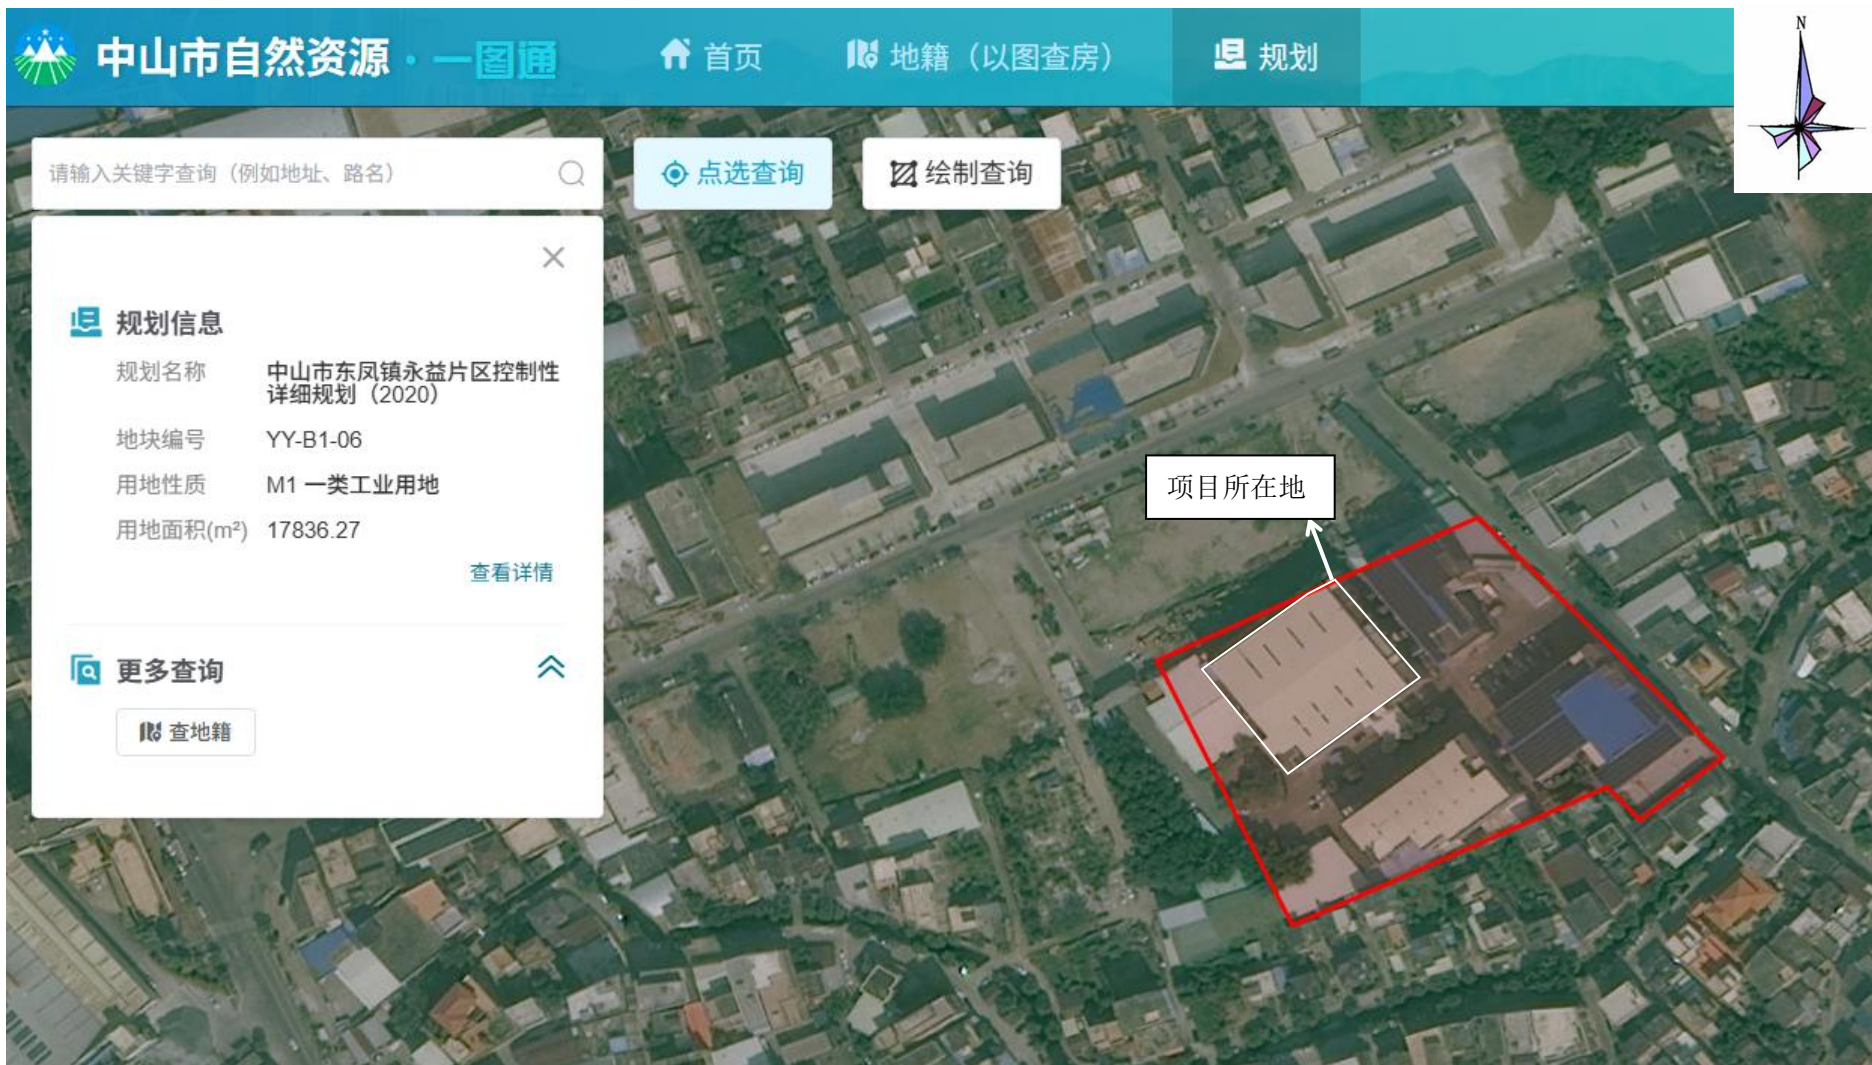 中山市自然资源·一图通
首页
地籍（以图查房）
规划
N
请输入关键字查询（例如地址、路名）
点选查询
绘制查询
规划信息
规划名称 中山市东凤镇永益片区控制性
详细规划（2020）
地块编号 YY-B1-06
用地性质 M1 一类工业用地
用地面积(m²) 17836.27
查看详情
更多查询
查地籍
项目所在地